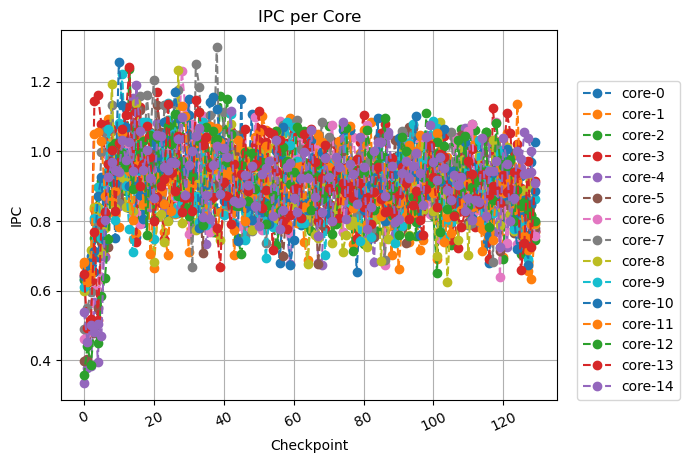 IPC per Core
IPC
1.2
1.0
0.8
0.6
0.4
0
20
40
60
80
100
120
Checkpoint
core-0
core-1
core-2
core-3
core-4
core-5
core-6
core-7
core-8
core-9
core-10
core-11
core-12
core-13
core-14